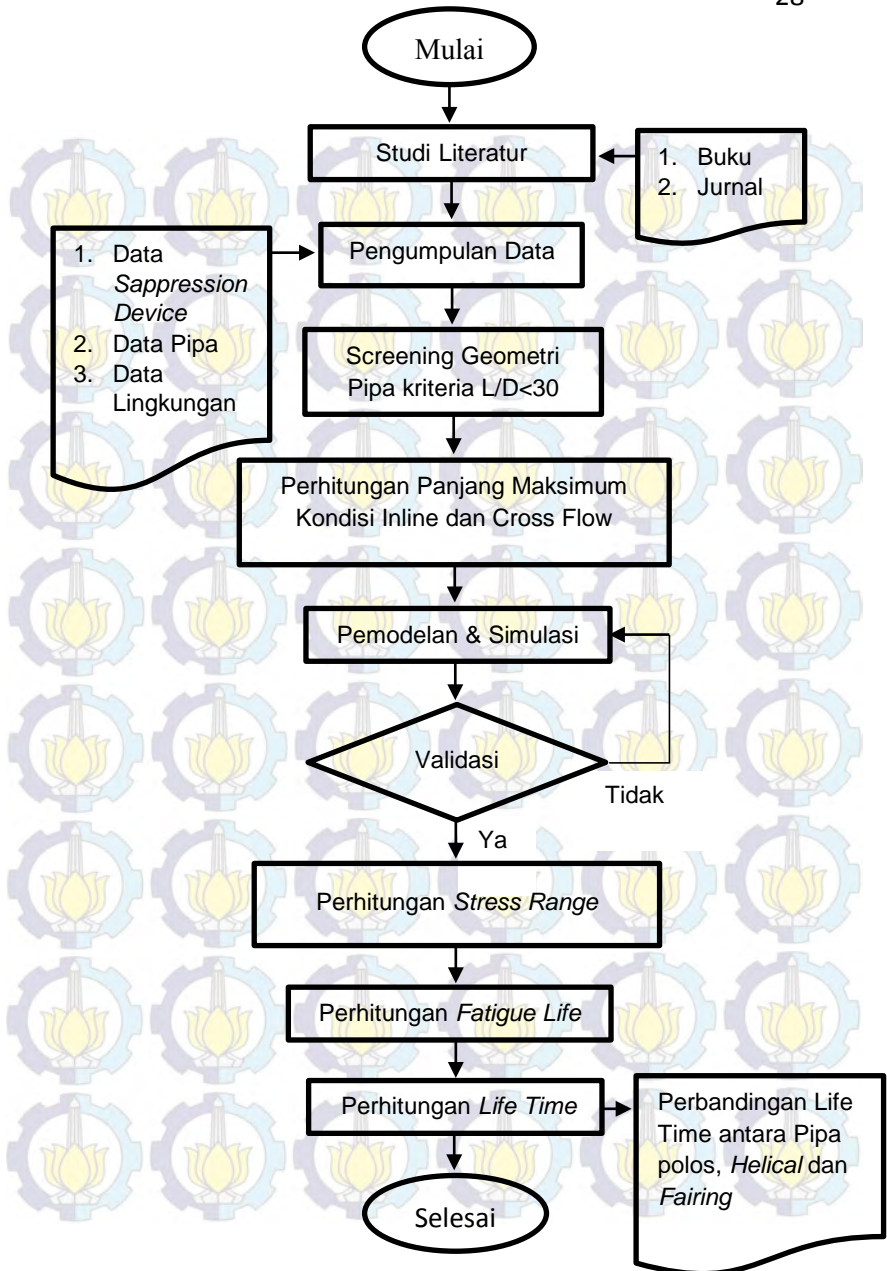 Mulai
Studi Literatur
1. Buku
2. Jurnal
Pengumpulan Data
1. Data
Sappression
Device
2. Data Pipa
3. Data
Lingkungan
Screening Geometri
Pipa kriteria L/D<30
Perhitungan Panjang Maksimum
Kondisi Inline dan Cross Flow
Pemodelan & Simulasi
Validasi
Tidak
Ya
Perhitungan Stress Range
Perhitungan Fatigue Life
Perhitungan Life Time
Perbandingan Life
Time antara Pipa
polos, Helical dan
Fairing
Selesai